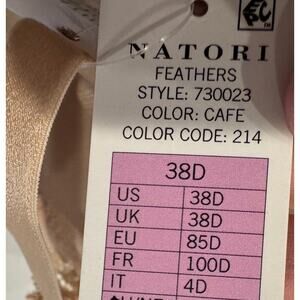 NATORI
FEATHERS
STYLE: 730023
COLOR: CAFE
COLOR CODE: 214
38D
US 38D
UK 38D
EU 85D
FR 100D
IT 4D